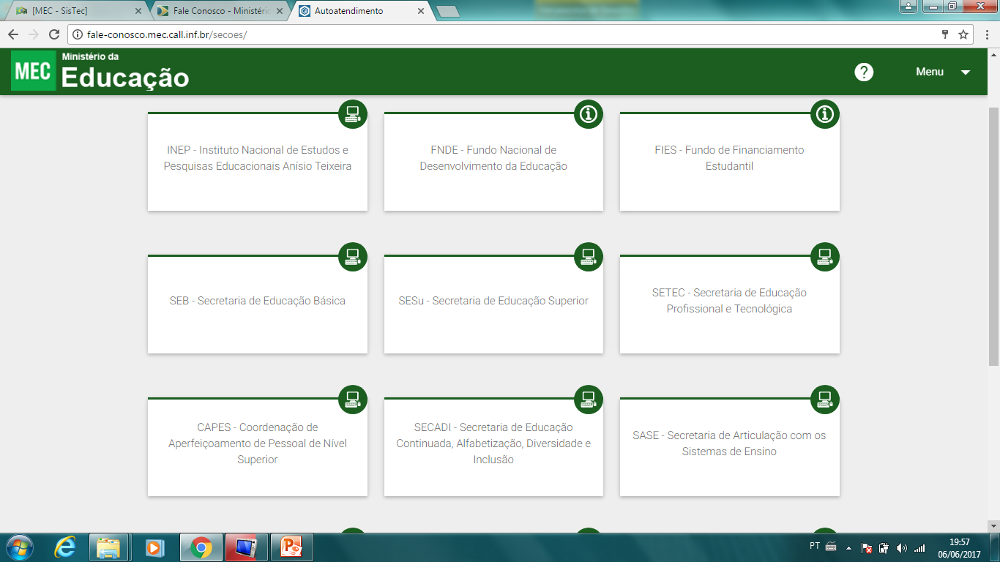 [MEC - SisTec]
Fale Conosco - Ministéri
Autoatendimento
fale-conosco.mec.call.inf.br/secoes/
MEC
Ministério da
Educação
?
Menu
INEP - Instituto Nacional de Estudos e
Pesquisas Educacionais Anísio Teixeira
FNDE - Fundo Nacional de
Desenvolvimento da Educação
FIES - Fundo de Financiamento
Estudantil
SEB - Secretaria de Educação Básica
SESu - Secretaria de Educação Superior
SETEC - Secretaria de Educação
Profissional e Tecnológica
CAPES - Coordenação de
Aperfeiçoamento de Pessoal de Nível
Superior
SECADI - Secretaria de Educação
Continuada, Alfabetização, Diversidade e
Inclusão
SASE - Secretaria de Articulação com os
Sistemas de Ensino
PT
19:57
06/06/2017